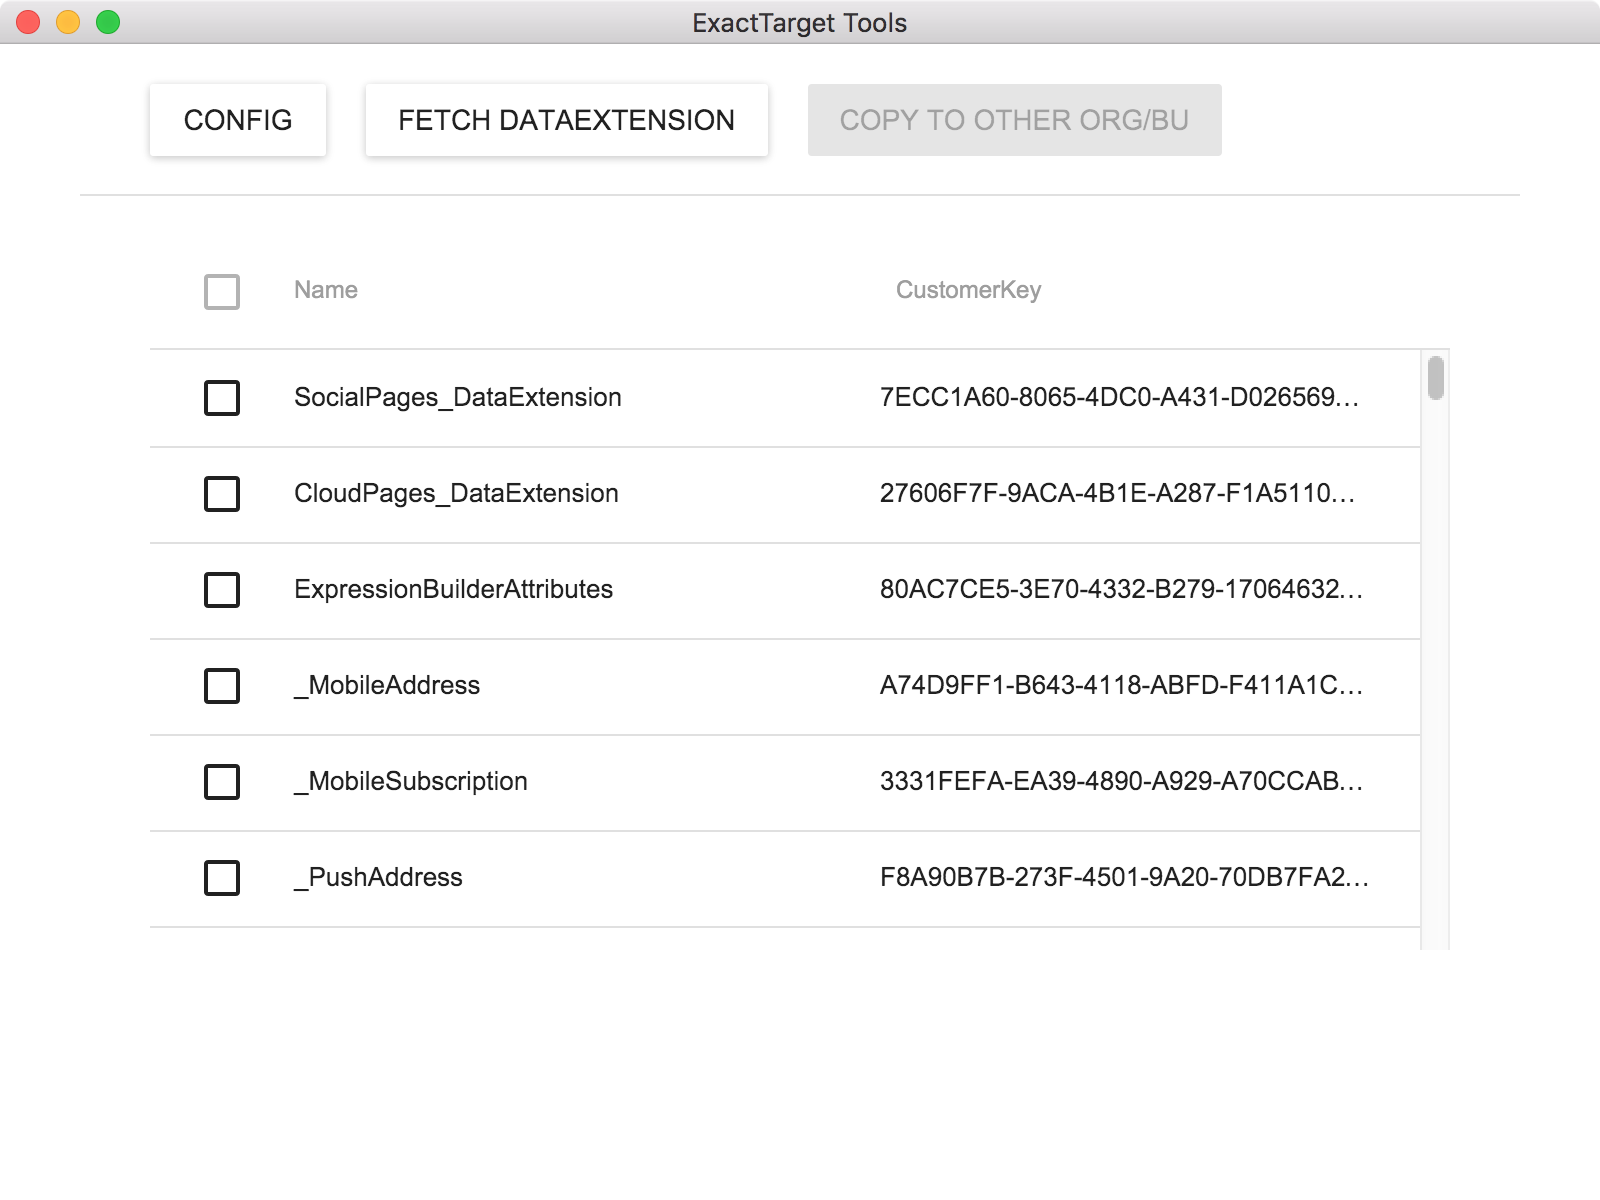 ExactTarget Tools
CONFIG FETCH DATAEXTENSION COPY TO OTHER ORG/BU
Name CustomerKey
SocialPages_DataExtension 7ECC1A60-8065-4DC0-A431-D026569...
CloudPages_DataExtension 27606F7F-9ACA-4B1E-A287-F1A5110...
ExpressionBuilderAttributes 80AC7CE5-3E70-4332-B279-17064632...
_MobileAddress A74D9FF1-B643-4118-ABFD-F411A1C...
_MobileSubscription 3331FEFA-EA39-4890-A929-A70CCAB...
_PushAddress F8A90B7B-273F-4501-9A20-70DB7FA2...